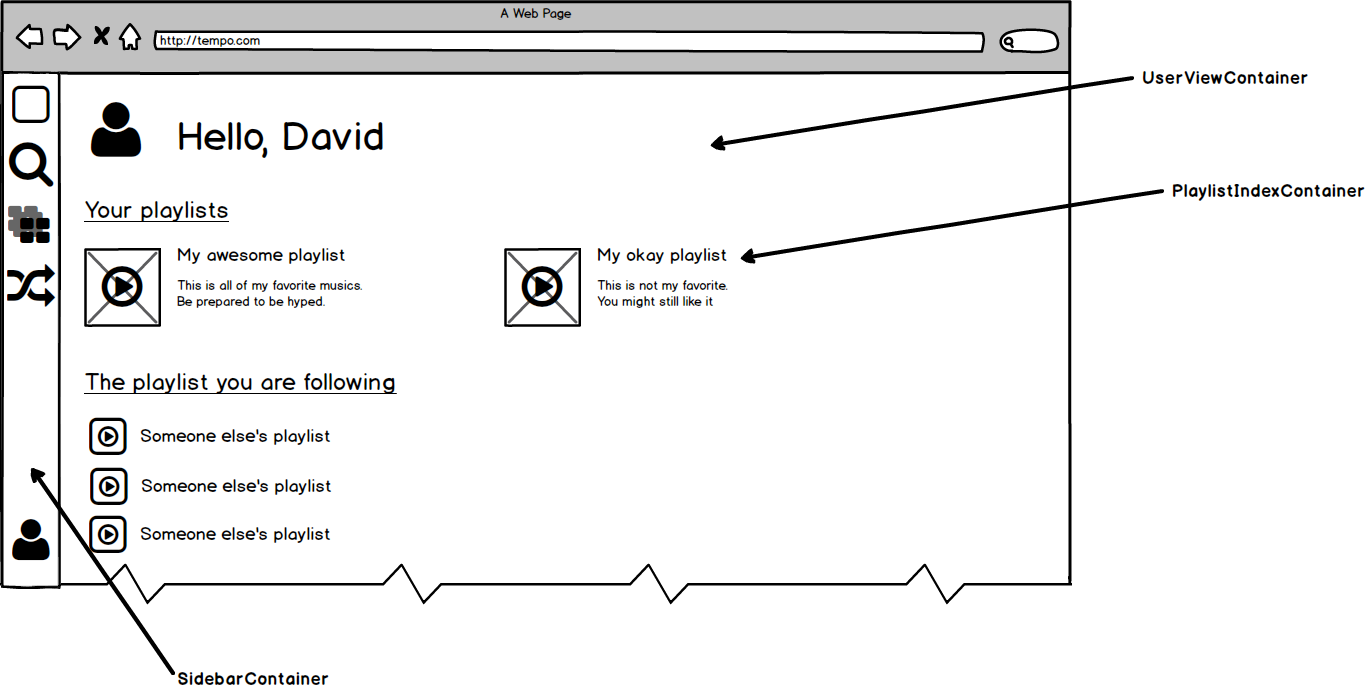 A Web Page
http://tempo.com
UserViewContainer
Hello, David
PlaylistIndexContainer
Your playlists
My awesome playlist
This is all of my favorite musics.
Be prepared to be hyped.
My okay playlist
This is not my favorite.
You might still like it
The playlist you are following
Someone else's playlist
Someone else's playlist
Someone else's playlist
SidebarContainer